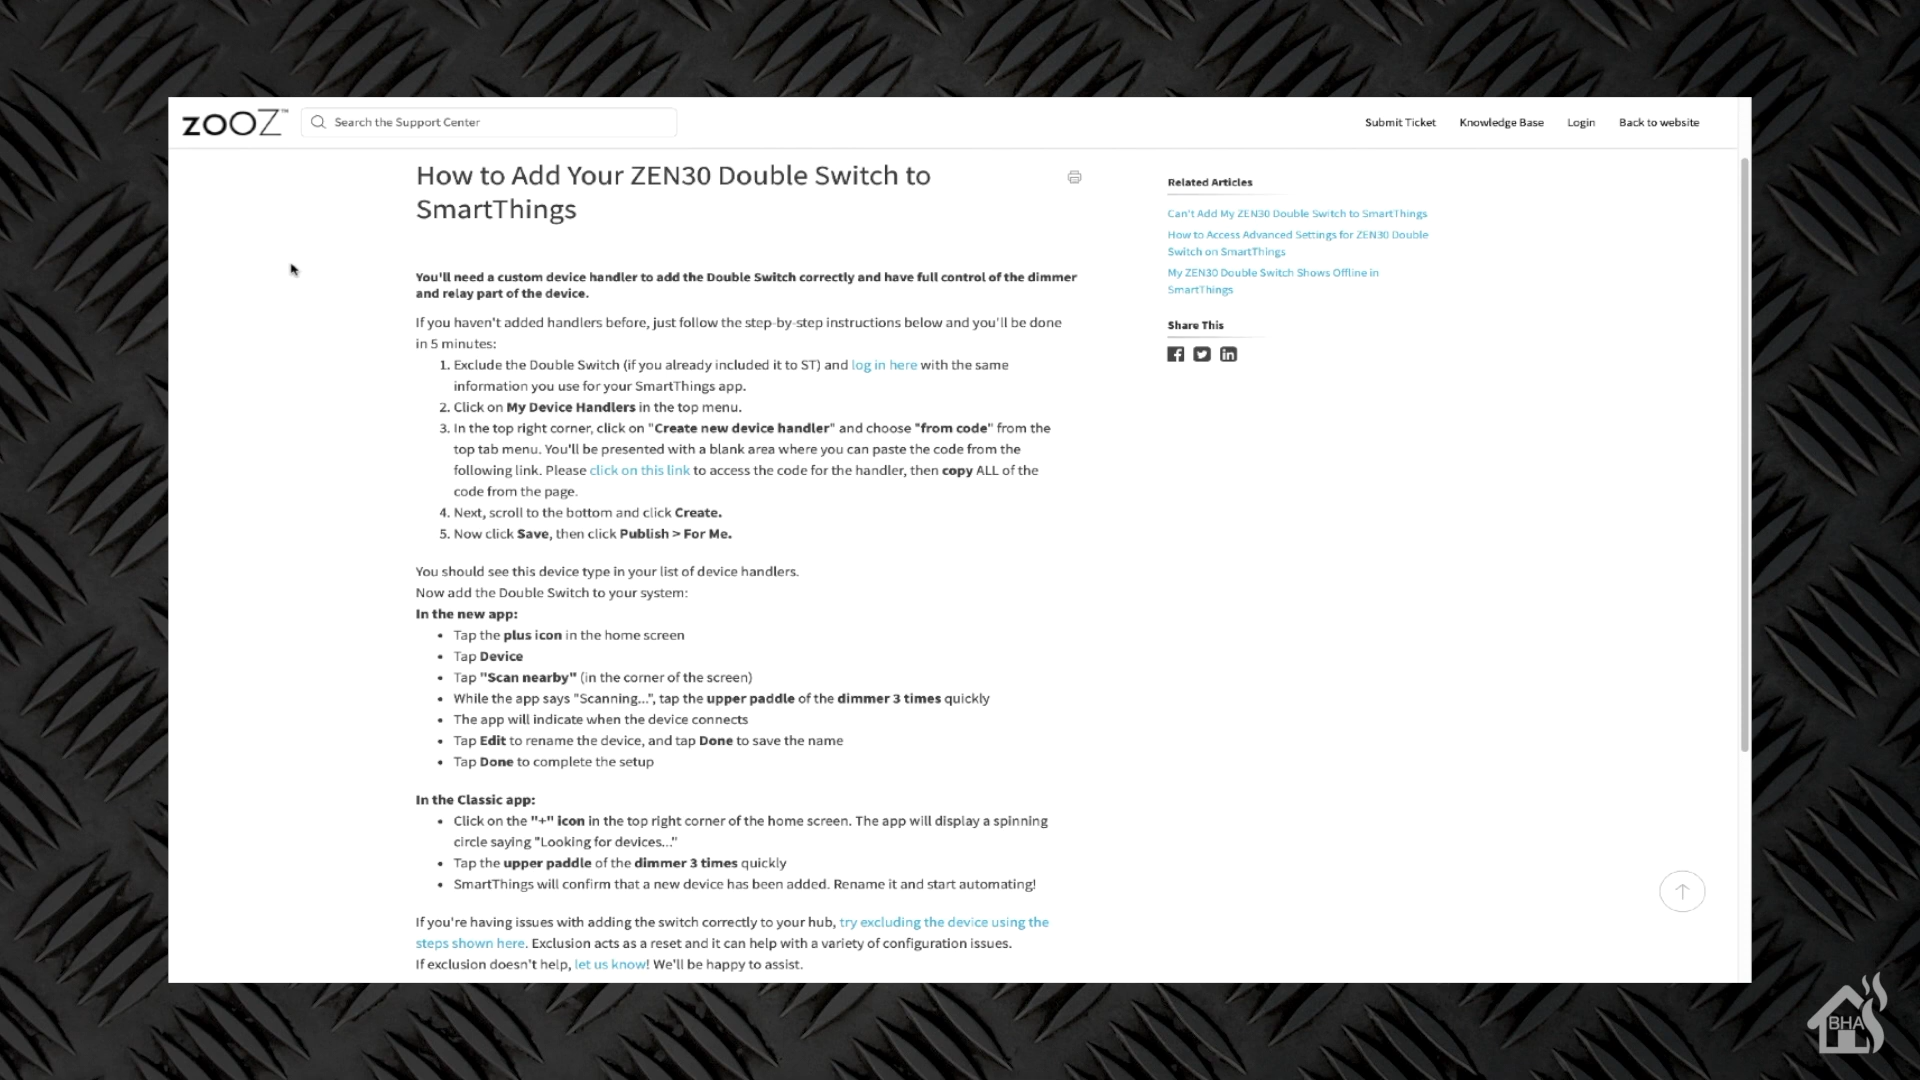 zooZ™
Search the Support Center
Submit Ticket
Knowledge Base
Login
Back to website
How to Add Your ZEN30 Double Switch to
SmartThings
You'll need a custom device handler to add the Double Switch correctly and have full control of the dimmer
and relay part of the device.
If you haven't added handlers before, just follow the step-by-step instructions below and you'll be done
in 5 minutes:
1. Exclude the Double Switch (if you already included it to ST) and log in here with the same
information you use for your SmartThings app.
2. Click on My Device Handlers in the top menu.
3. In the top right corner, click on "Create new device handler" and choose "from code" from the
top tab menu. You'll be presented with a blank area where you can paste the code from the
following link. Please click on this link to access the code for the handler, then copy ALL of the
code from the page.
4. Next, scroll to the bottom and click Create.
5. Now click Save, then click Publish > For Me.
You should see this device type in your list of device handlers.
Now add the Double Switch to your system:
In the new app:
• Tap the plus icon in the home screen
• Tap Device
• Tap "Scan nearby" (in the corner of the screen)
• While the app says "Scanning...", tap the upper paddle of the dimmer 3 times quickly
• The app will indicate when the device connects
• Tap Edit to rename the device, and tap Done to save the name
• Tap Done to complete the setup
In the Classic app:
• Click on the "+" icon in the top right corner of the home screen. The app will display a spinning
circle saying "Looking for devices..."
• Tap the upper paddle of the dimmer 3 times quickly
• SmartThings will confirm that a new device has been added. Rename it and start automating!
If you're having issues with adding the switch correctly to your hub, try excluding the device using the
steps shown here. Exclusion acts as a reset and it can help with a variety of configuration issues.
If exclusion doesn't help, let us know! We'll be happy to assist.
Related Articles
Can't Add My ZEN30 Double Switch to SmartThings
How to Access Advanced Settings for ZEN30 Double
Switch on SmartThings
My ZEN30 Double Switch Shows Offline in
SmartThings
Share This
BHA